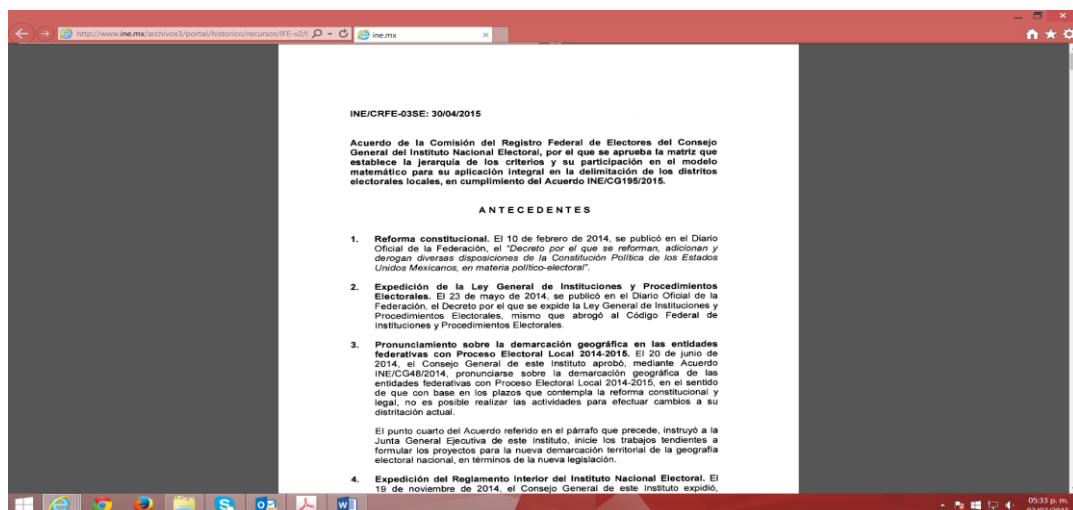 http://www.ine.mx/archivos3/portal/historico/recursos/IFE-v2/I
ine.mx
INE/CRFE-03SE: 30/04/2015
Acuerdo de la Comisión del Registro Federal de Electores del Consejo
General del Instituto Nacional Electoral, por el que se aprueba la matriz que
establece la jerarquía de los criterios y su participación en el modelo
matemático para su aplicación integral en la delimitación de los distritos
electorales locales, en cumplimiento del Acuerdo INE/CG195/2015.
A N T E C E D E N T E S
1. Reforma constitucional. El 10 de febrero de 2014, se publicó en el Diario
Oficial de la Federación, el "Decreto por el que se reforman, adicionan y
derogan diversas disposiciones de la Constitución Política de los Estados
Unidos Mexicanos, en materia político-electoral".
2. Expedición de la Ley General de Instituciones y Procedimientos
Electorales. El 23 de mayo de 2014, se publicó en el Diario Oficial de la
Federación, el Decreto por el que se expide la Ley General de Instituciones y
Procedimientos Electorales, mismo que abrogó al Código Federal de
Instituciones y Procedimientos Electorales.
3. Pronunciamiento sobre la demarcación geográfica en las entidades
federativas con Proceso Electoral Local 2014-2015. El 20 de junio de
2014, el Consejo General de este Instituto aprobó, mediante Acuerdo
INE/CG48/2014, pronunciarse sobre la demarcación geográfica de las
entidades federativas con Proceso Electoral Local 2014-2015, en el sentido
de que con base en los plazos que contempla la reforma constitucional y
legal, no es posible realizar las actividades para efectuar cambios a su
distritación actual.
El punto cuarto del Acuerdo referido en el párrafo que precede, instruyó a la
Junta General Ejecutiva de este Instituto, inicie los trabajos tendientes a
formular los proyectos para la nueva demarcación territorial de la geografía
electoral nacional, en términos de la nueva legislación.
4. Expedición del Reglamento Interior del Instituto Nacional Electoral. El
19 de noviembre de 2014, el Consejo General de este Instituto expidió,
05:33 p. m.